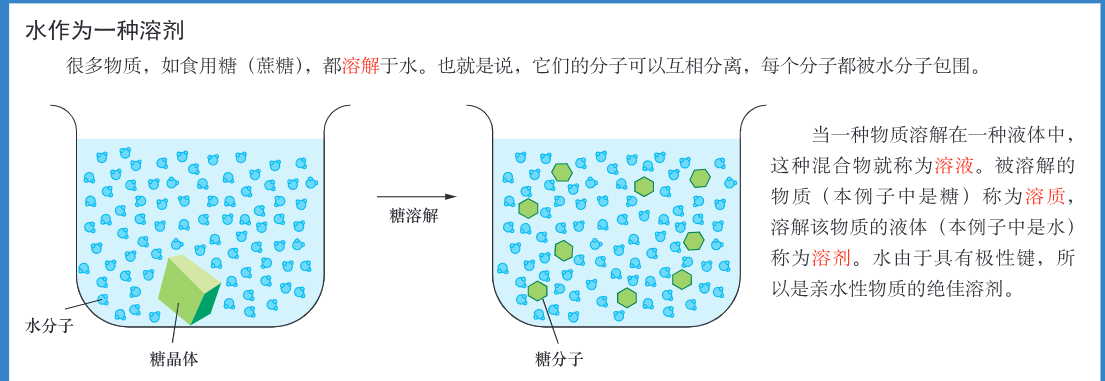 水作为一种溶剂
很多物质，如食用糖（蔗糖），都溶解于水。也就是说，它们的分子可以互相分离，每个分子都被水分子包围。
糖溶解
水分子
糖晶体
糖分子
当一种物质溶解在一种液体中，
这种混合物就称为溶液。被溶解的
物质（本例子中是糖）称为溶质，
溶解该物质的液体（本例子中是水）
称为溶剂。水由于具有极性键，所
以是亲水性物质的绝佳溶剂。